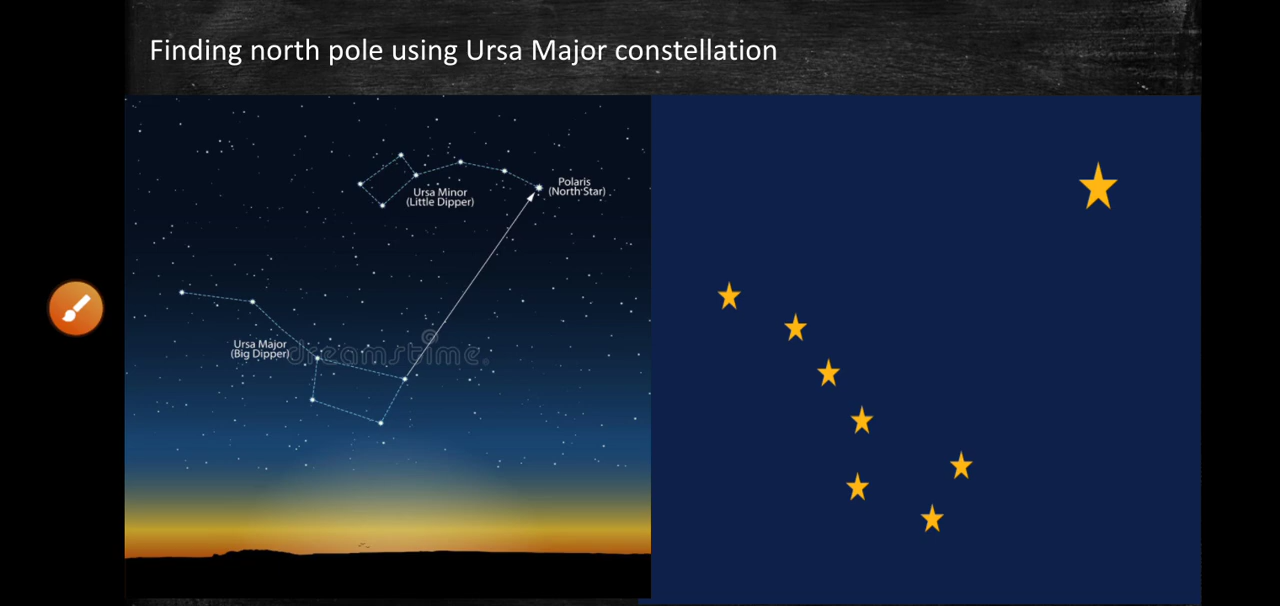 Finding north pole using Ursa Major constellation
Polaris
(North Star)
Ursa Minor
(Little Dipper)
Ursa Major
(Big Dipper)
dreamstime.